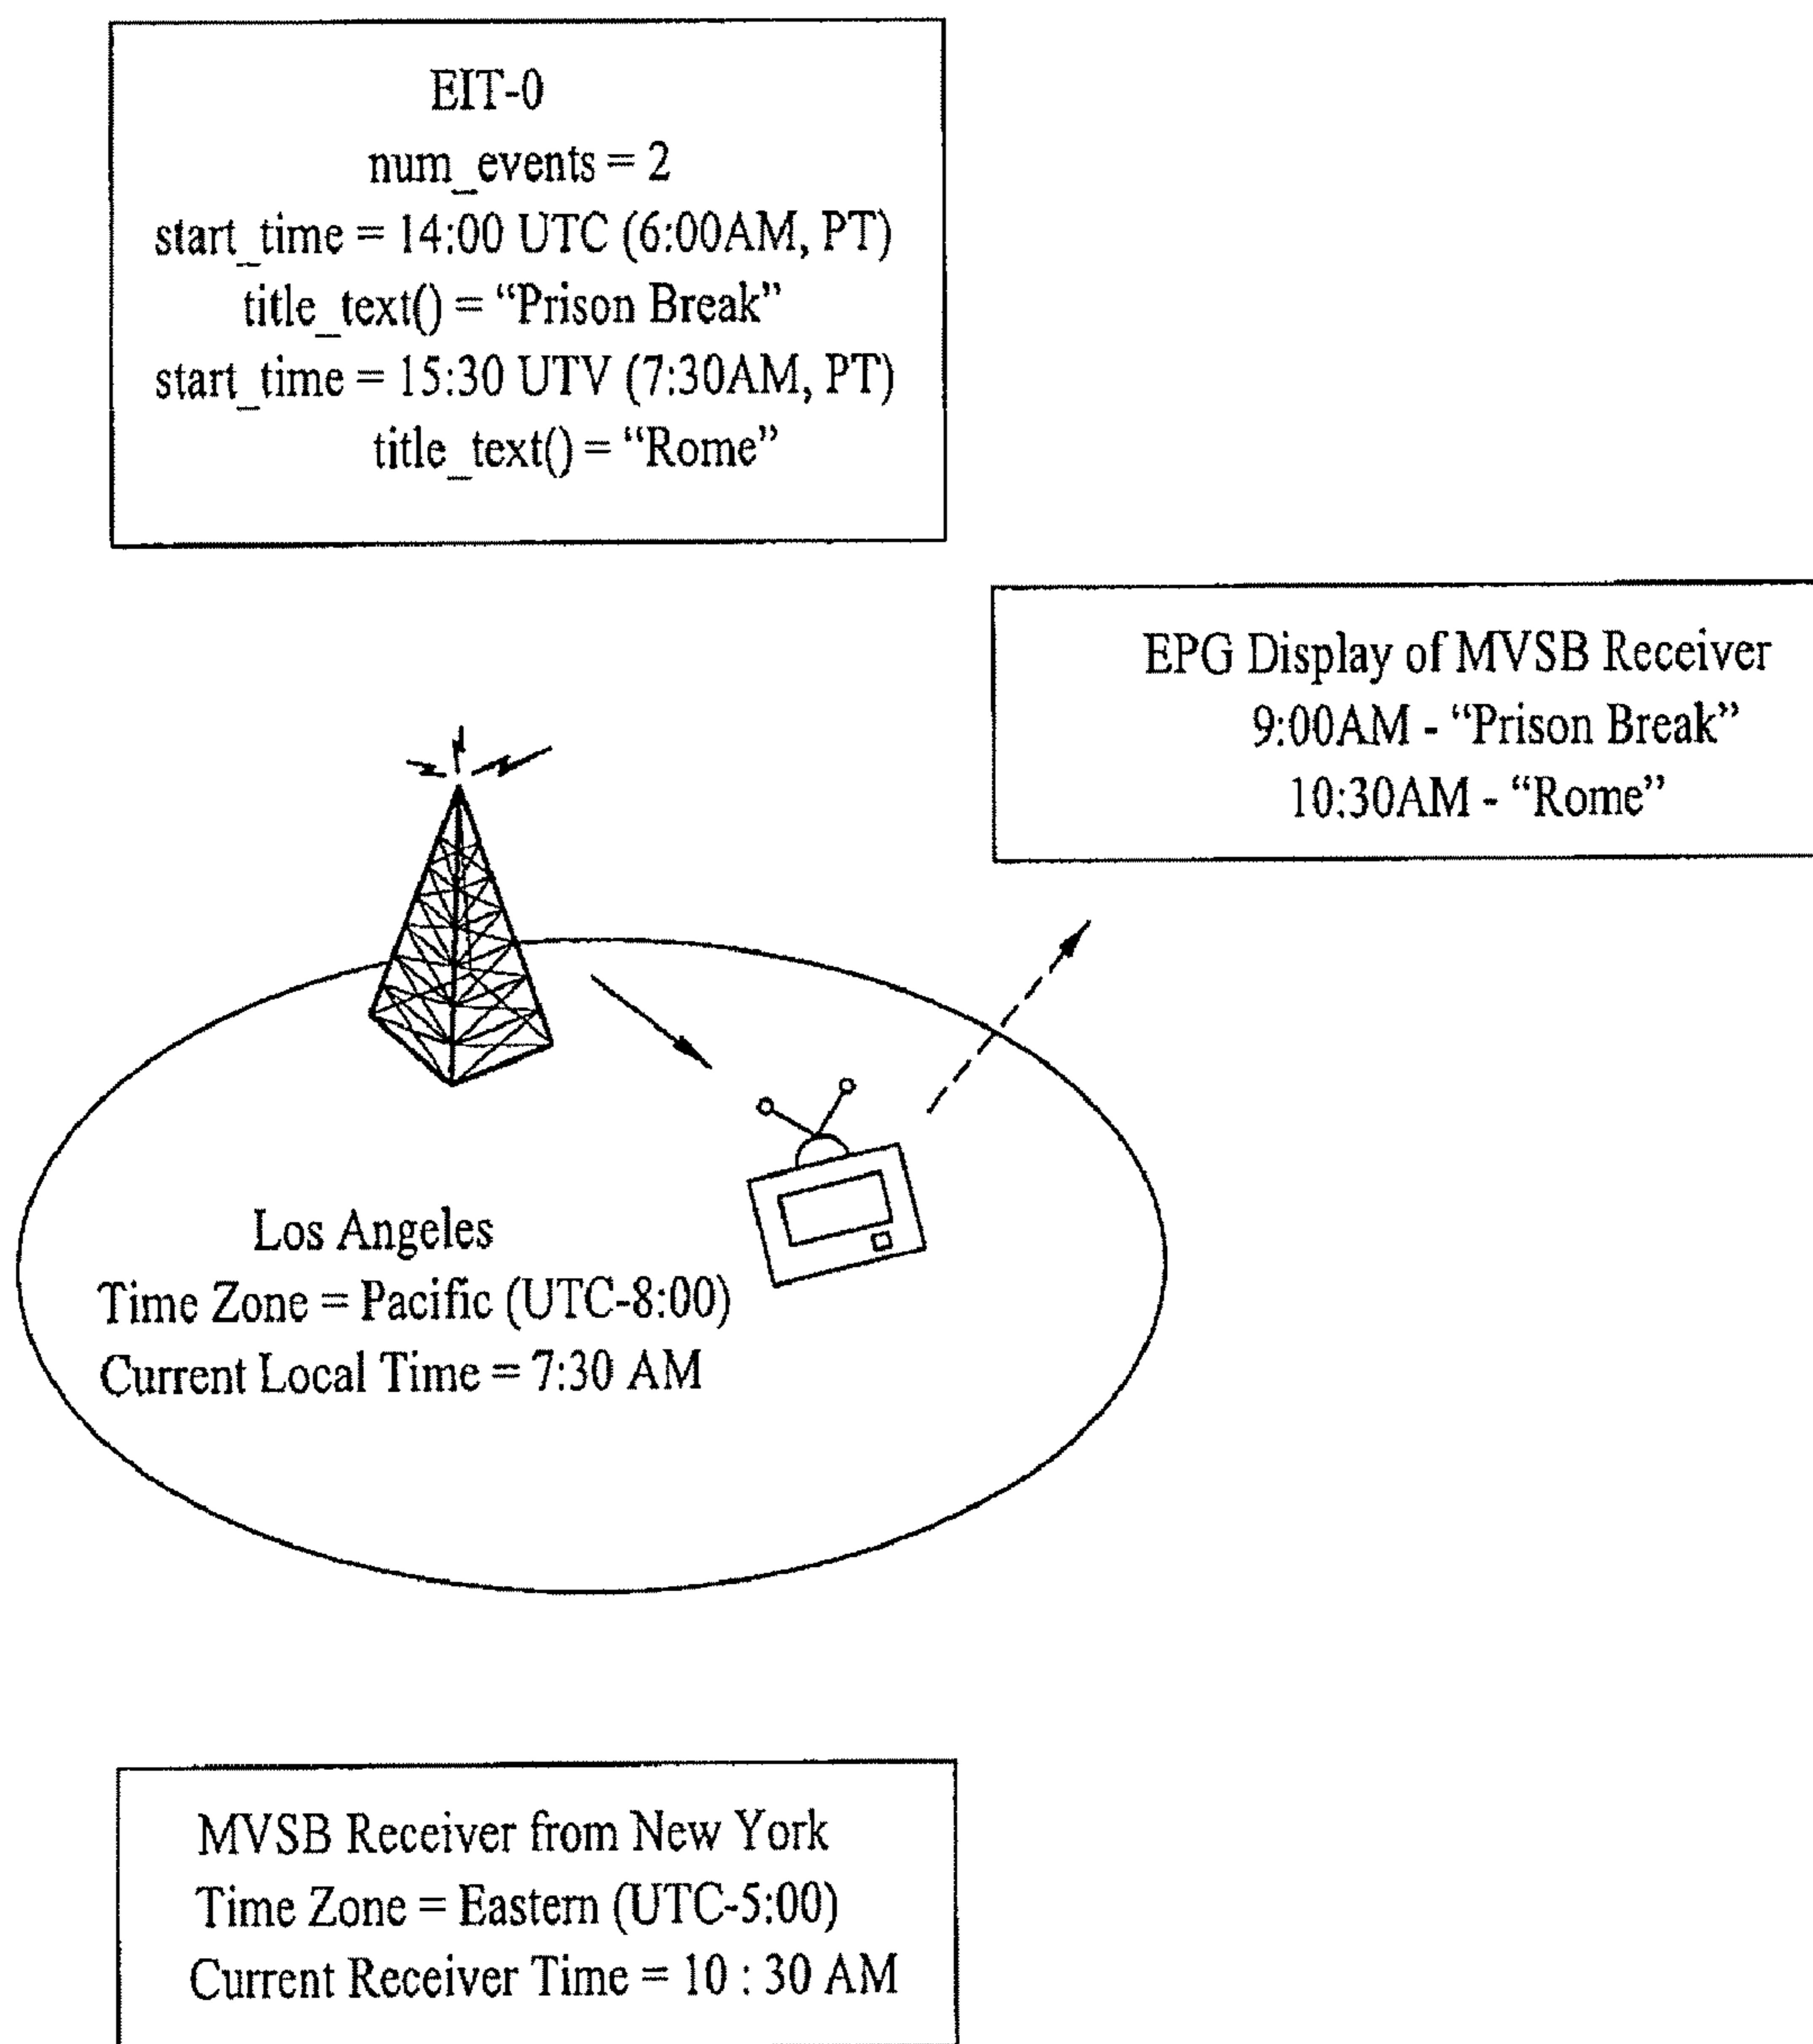 EIT-0
num_events = 2
start_time = 14:00 UTC (6:00AM, PT)
title_text() = “Prison Break”
start_time = 15:30 UTV (7:30AM, PT)
title_text() = “Rome”
EPG Display of MVSB Receiver
9:00AM - “Prison Break”
10:30AM - “Rome”
Los Angeles
Time Zone = Pacific (UTC-8:00)
Current Local Time = 7:30 AM
MVSB Receiver from New York
Time Zone = Eastern (UTC-5:00)
Current Receiver Time = 10 : 30 AM